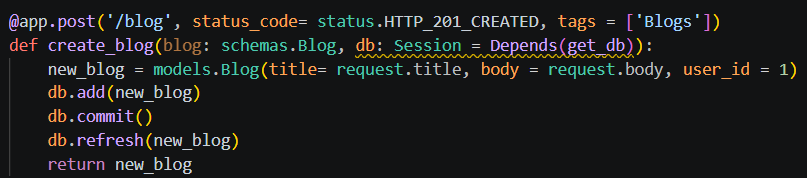 @app.post('/blog', status_code= status.HTTP_201_CREATED, tags = ['Blogs'])
def create_blog(blog: schemas.Blog, db: Session = Depends(get_db)):
    new_blog = models.Blog(title= request.title, body = request.body, user_id = 1)
    db.add(new_blog)
    db.commit()
    db.refresh(new_blog)
    return new_blog